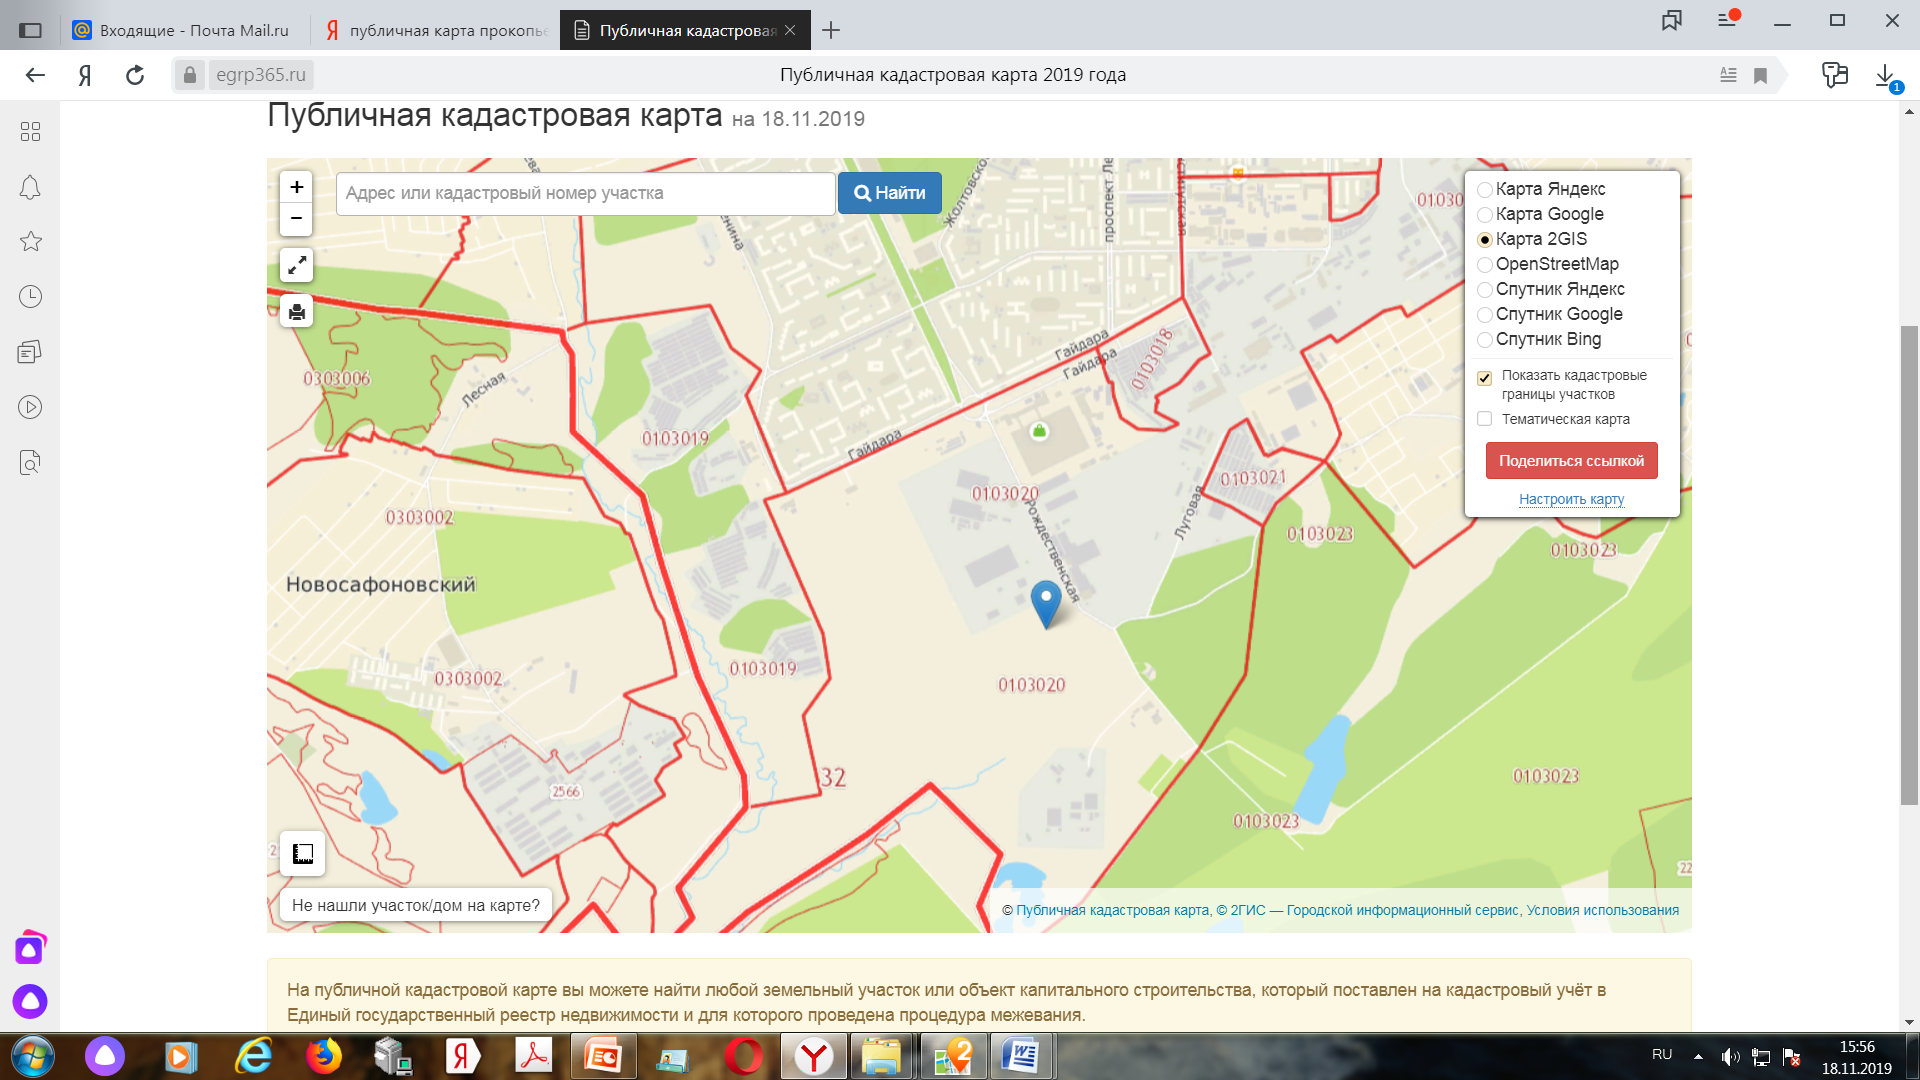 Входящие - Почта Mail.ru
публичная карта прокопье
Публичная кадастровая
egrp365.ru
Публичная кадастровая карта 2019 года
1
Публичная кадастровая карта на 18.11.2019
+
−
Адрес или кадастровый номер участка
Найти
Карта Яндекс
Карта Google
Карта 2GIS
OpenStreetMap
Спутник Яндекс
Спутник Google
Спутник Bing
Показать кадастровые
границы участков
Тематическая карта
Поделиться ссылкой
Настроить карту
Жолтовско
проспект Ле
ститутская
енина
01030
Гайдара
Гайдара
0103018
0303006
Лесная
0103019
Гайдара
0103020
0103021
0303002
Рождественская
Луговая
0103023
0103023
Новосафоновский
0103019
0303002
0103020
32
2566
0103023
0103023
22
Не нашли участок/дом на карте?
© Публичная кадастровая карта, © 2ГИС — Городской информационный сервис, Условия использования
На публичной кадастровой карте вы можете найти любой земельный участок или объект капитального строительства, который поставлен на кадастровый учёт в
Единый государственный реестр недвижимости и для которого проведена процедура межевания.
RU
15:56
18.11.2019